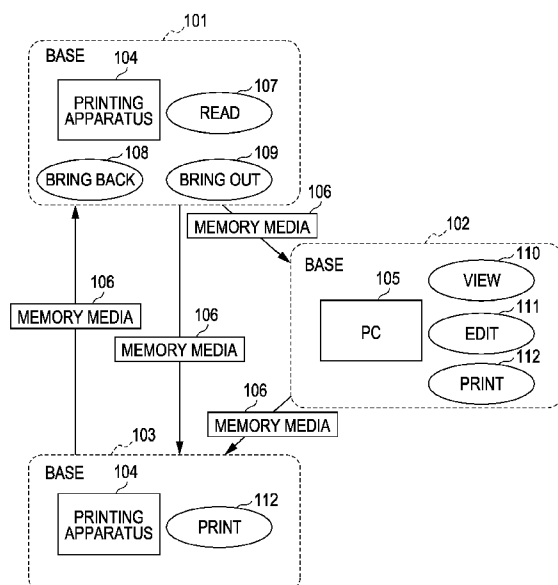 101
BASE
104
PRINTING
APPARATUS
107
READ
108
BRING BACK
109
BRING OUT
106
MEMORY MEDIA
102
BASE
105
PC
110
VIEW
111
EDIT
112
PRINT
106
MEMORY MEDIA
106
MEMORY MEDIA
106
MEMORY MEDIA
103
BASE
104
PRINTING
APPARATUS
112
PRINT